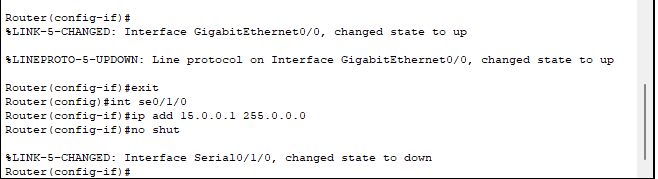 Router(config-if)#
%LINK-5-CHANGED: Interface GigabitEthernet0/0, changed state to up
%LINEPROTO-5-UPDOWN: Line protocol on Interface GigabitEthernet0/0, changed state to up
Router(config-if)#exit
Router(config)#int se0/1/0
Router(config-if)#ip add 15.0.0.1 255.0.0.0
Router(config-if)#no shut
%LINK-5-CHANGED: Interface Serial0/1/0, changed state to down
Router(config-if)#